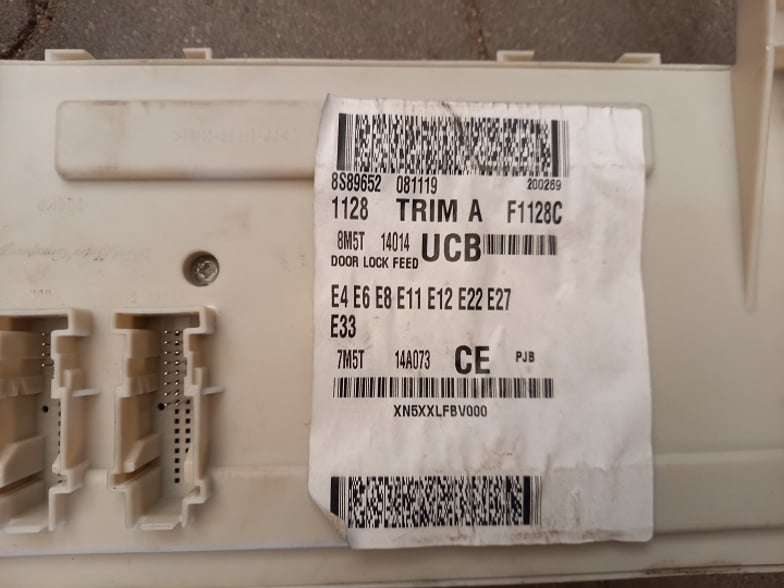 8S89652 081119 200269
1128 TRIM A F1128C
8M5T 14014 UCB
DOOR LOCK FEED
E4 E6 E8 E11 E12 E22 E27
E33
7M5T 14A073 CE PJB
XN5XXLFBV000